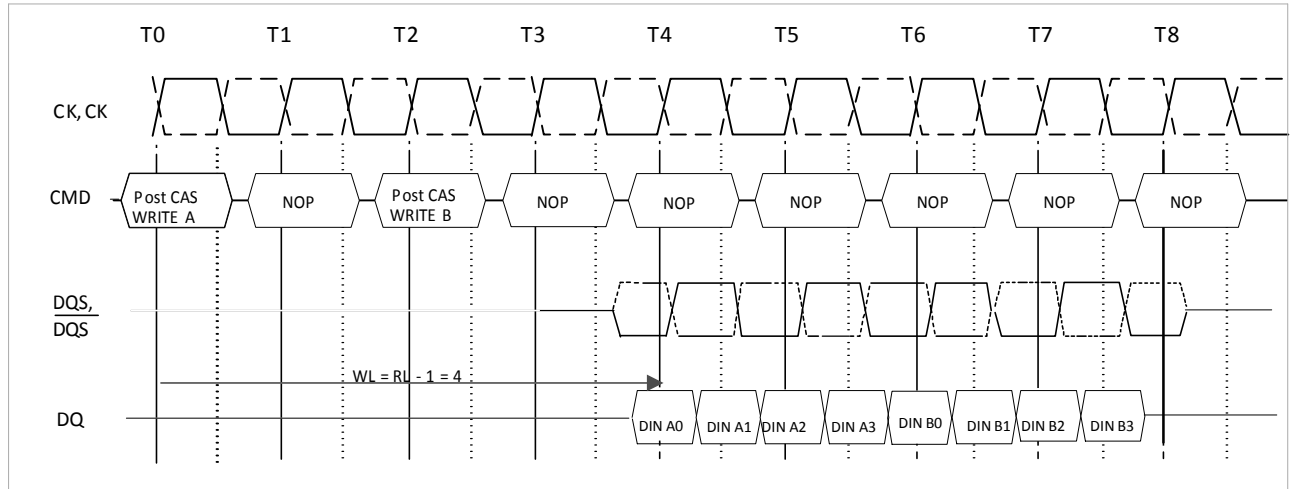 T0 T1 T2 T3 T4 T5 T6 T7 T8
CK, CK
CMD
Post CAS
WRITE A
NOP
Post CAS
WRITE B
NOP
NOP
NOP
NOP
NOP
NOP
DQS,
DQS
WL = RL - 1 = 4
DQ
DIN A0
DIN A1
DIN A2
DIN A3
DIN B0
DIN B1
DIN B2
DIN B3